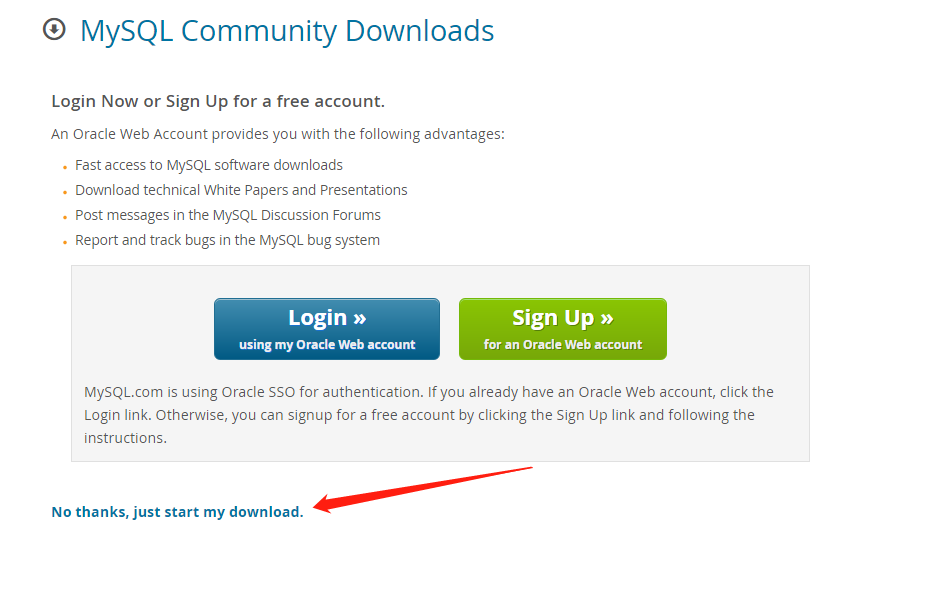 MySQL Community Downloads
Login Now or Sign Up for a free account.
An Oracle Web Account provides you with the following advantages:
Fast access to MySQL software downloads
Download technical White Papers and Presentations
Post messages in the MySQL Discussion Forums
Report and track bugs in the MySQL bug system
Login »
using my Oracle Web account
Sign Up »
for an Oracle Web account
MySQL.com is using Oracle SSO for authentication. If you already have an Oracle Web account, click the
Login link. Otherwise, you can signup for a free account by clicking the Sign Up link and following the
instructions.
No thanks, just start my download.